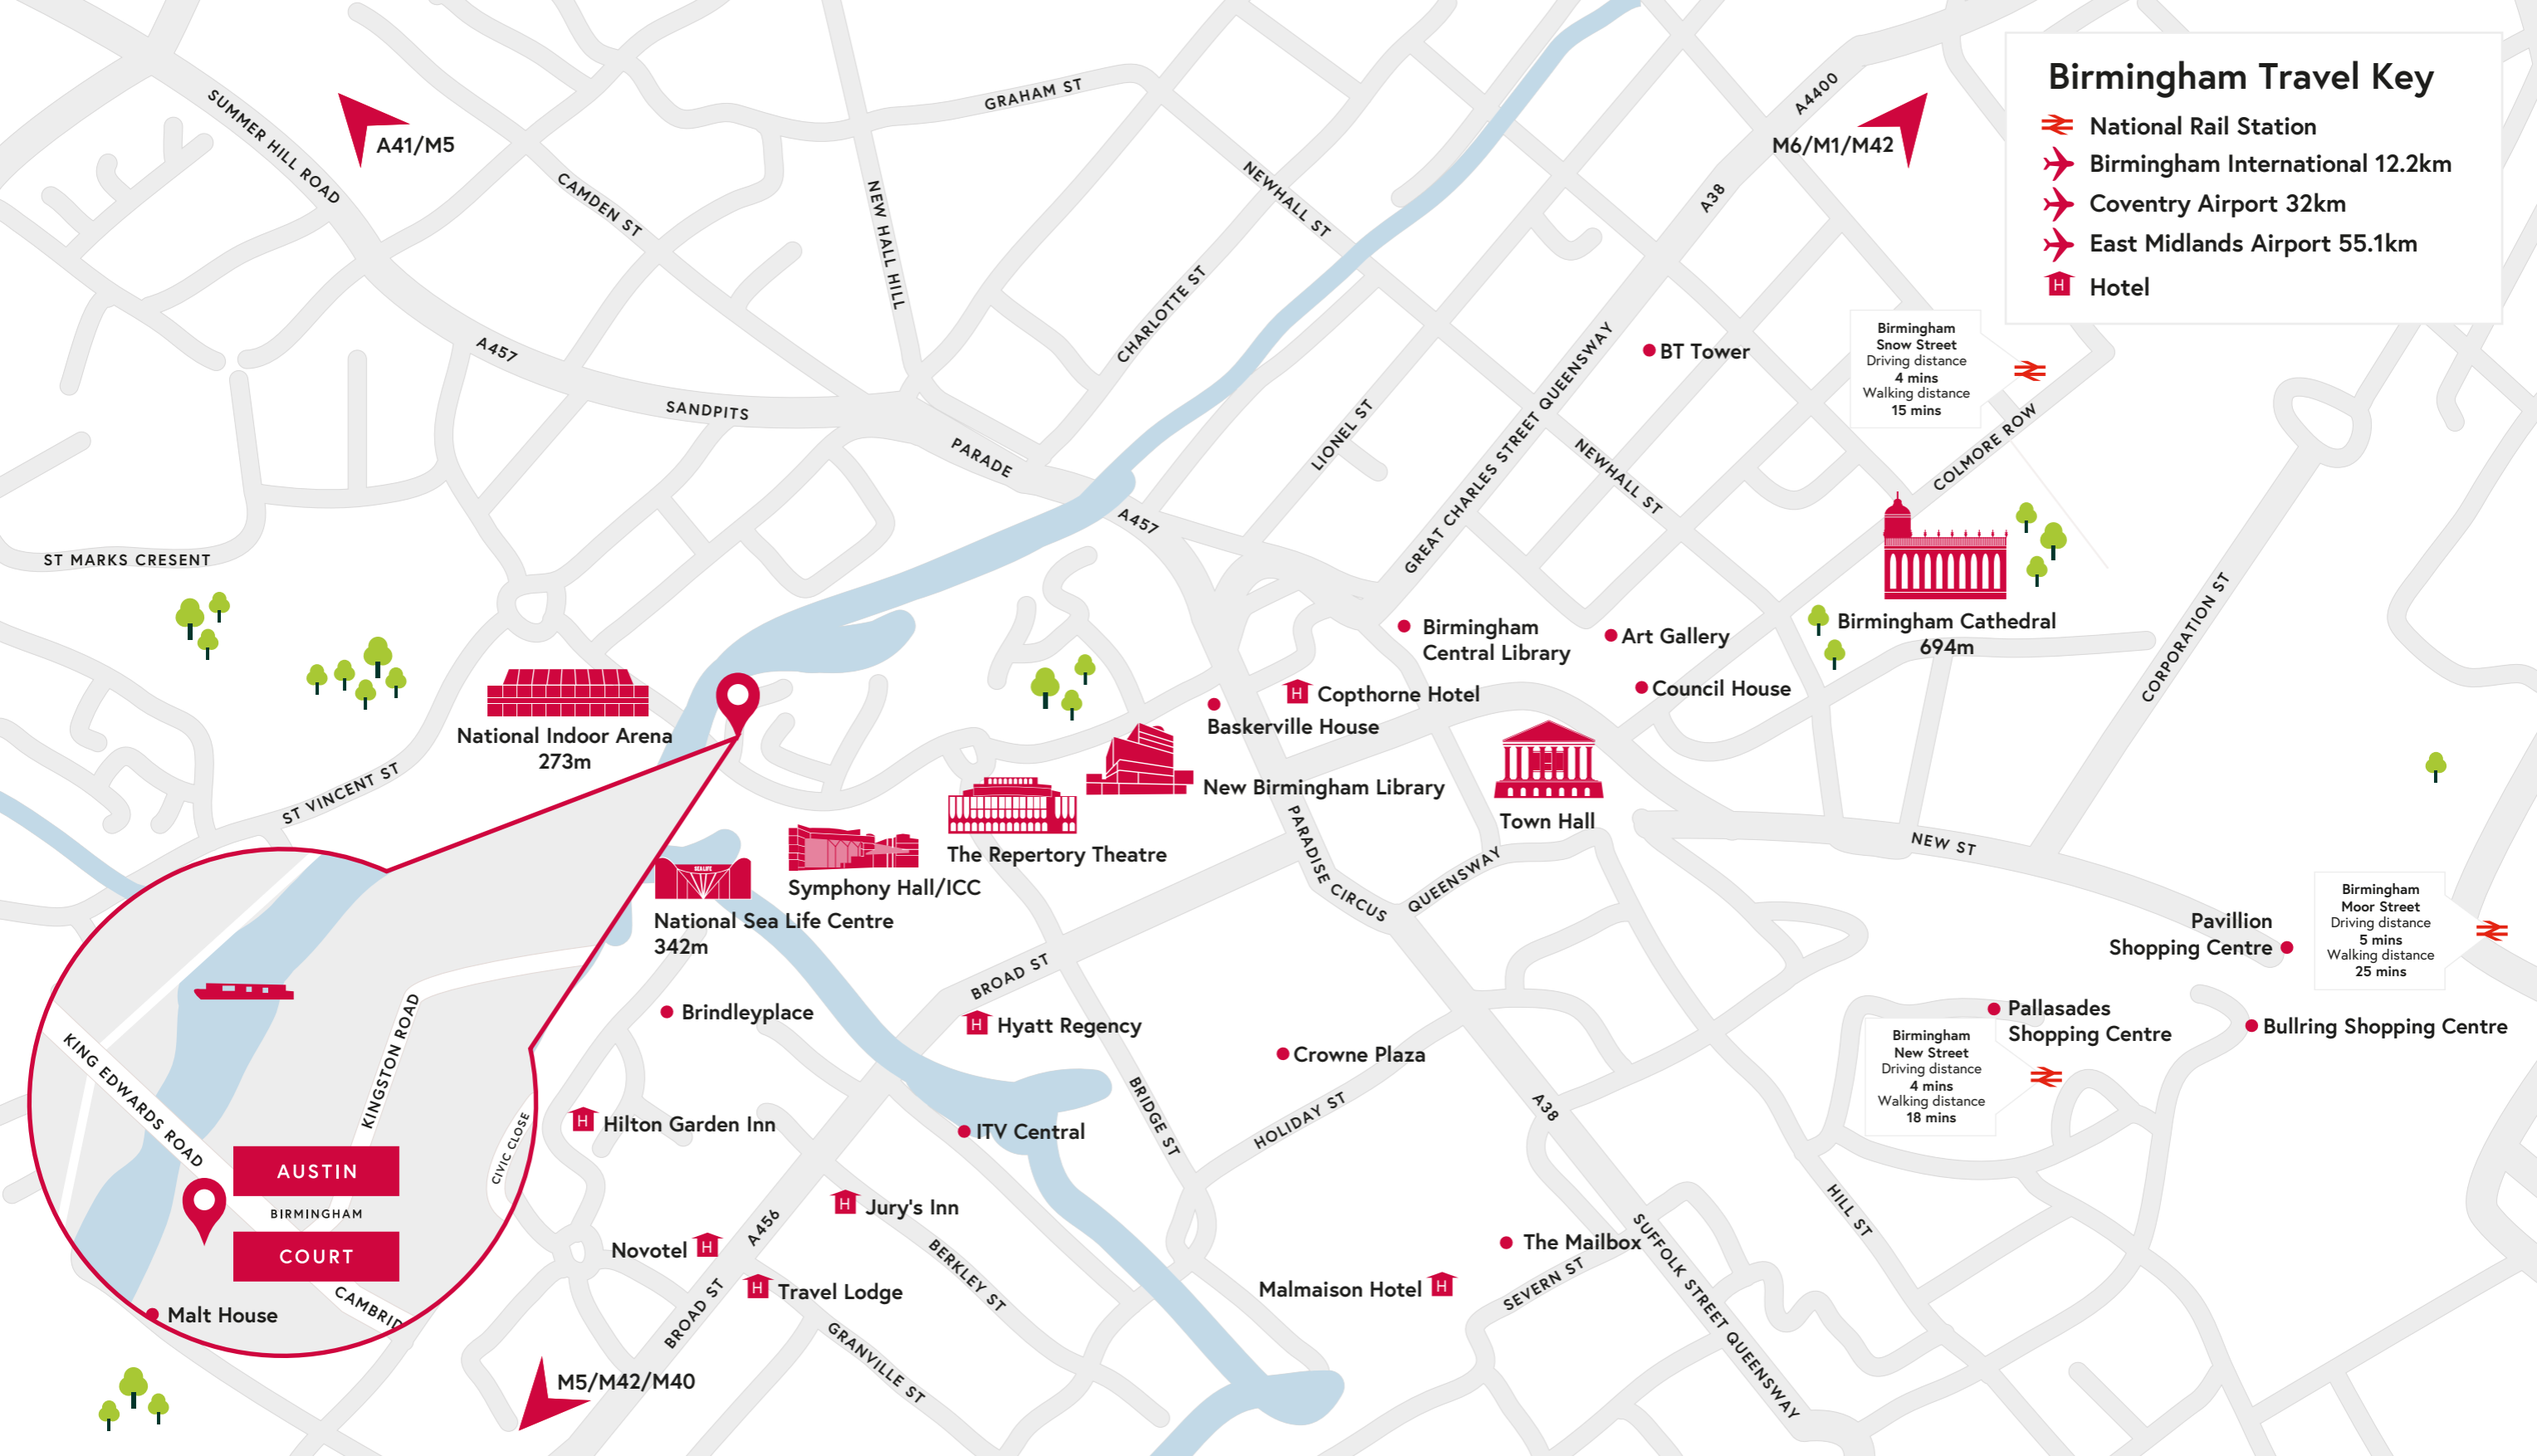 Birmingham Travel Key
National Rail Station
Birmingham International 12.2km
Coventry Airport 32km
East Midlands Airport 55.1km
H Hotel
SUMMER HILL ROAD
A41/M5
CAMDEN ST
NEW HALL HILL
GRAHAM ST
NEWHALL ST
CHARLOTTE ST
A4400
M6/M1/M42
A38
A457
SANDPITS
PARADE
A457
LIONEL ST
GREAT CHARLES STREET QUEENSWAY
BT Tower
NEWHALL ST
Birmingham
Snow Street
Driving distance
4 mins
Walking distance
15 mins
COLMORE ROW
ST MARKS CRESENT
Birmingham Cathedral
694m
CORPORATION ST
Birmingham
Central Library
Art Gallery
Council House
H Copthorne Hotel
Baskerville House
National Indoor Arena
273m
ST VINCENT ST
New Birmingham Library
Town Hall
The Repertory Theatre
Symphony Hall/ICC
SEA LIFE
National Sea Life Centre
342m
PARADISE CIRCUS
QUEENSWAY
NEW ST
Pavillion
Shopping Centre
Birmingham
Moor Street
Driving distance
5 mins
Walking distance
25 mins
BROAD ST
Brindleyplace
H Hyatt Regency
Crowne Plaza
Pallasades
Shopping Centre
Bullring Shopping Centre
Birmingham
New Street
Driving distance
4 mins
Walking distance
18 mins
KING EDWARDS ROAD
KINGSTON ROAD
CIVIC CLOSE
H Hilton Garden Inn
ITV Central
BRIDGE ST
HOLIDAY ST
A38
AUSTIN
BIRMINGHAM
COURT
CAMBRID
Malt House
H Jury's Inn
Novotel H
A456
H Travel Lodge
BERKLEY ST
BROAD ST
GRANVILLE ST
M5/M42/M40
The Mailbox
Malmaison Hotel H
SEVERN ST
SUFFOLK STREET QUEENSWAY
HILL ST